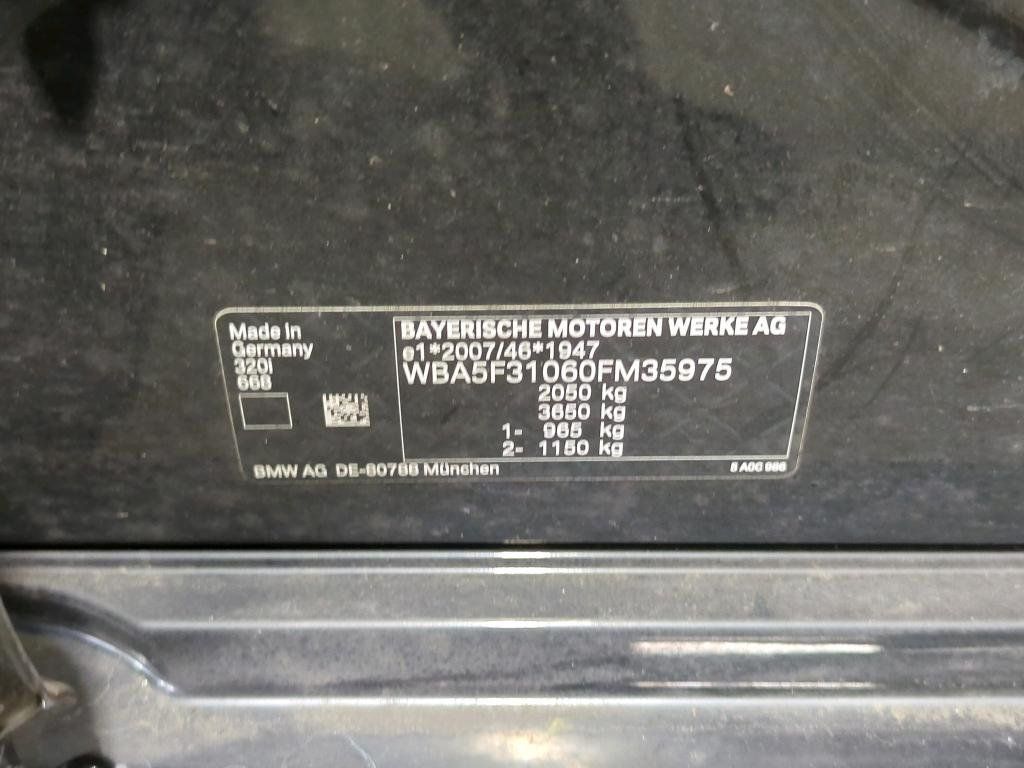 Made in
Germany
320i
668
BAYERISCHE MOTOREN WERKE AG
e1*2007/46*1947
WBA5F31060FM35975
2050 kg
3650 kg
1- 965 kg
2- 1150 kg
BMW AG DE-80788 München